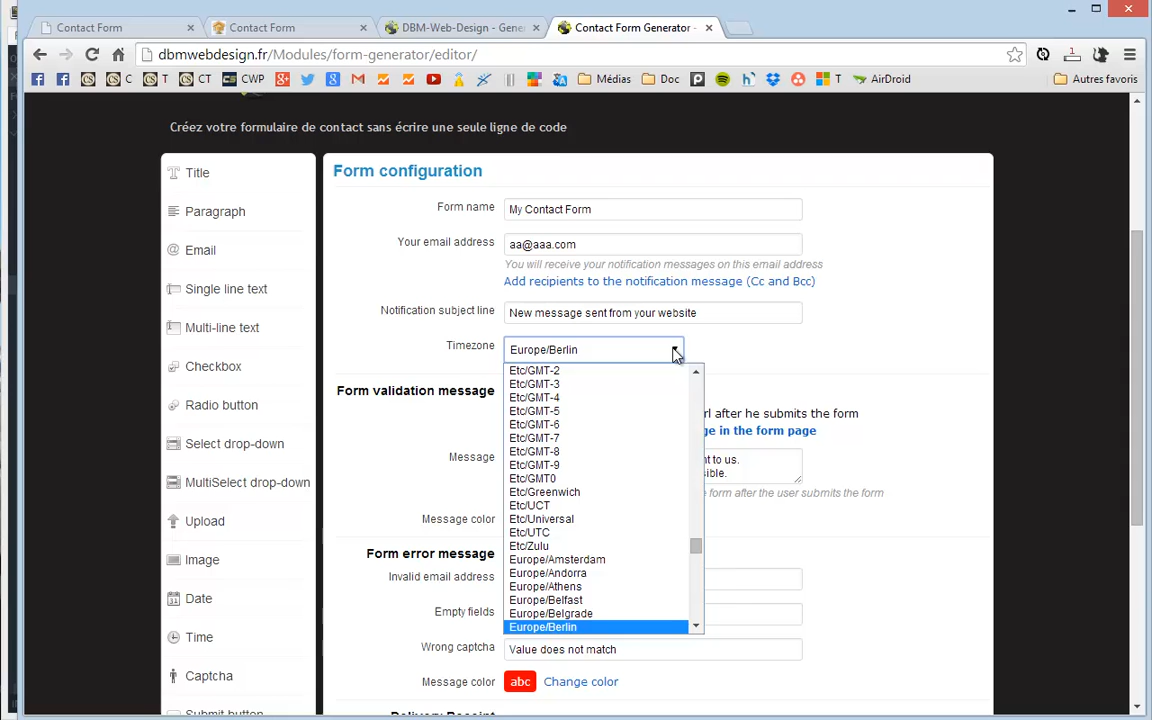 Contact Form
Contact Form
DBM-Web-Design - Gene
Contact Form Generator -
dbmwebdesign.fr/Modules/form-generator/editor/
C T CT CWP Médias Doc T AirDroid Autres favoris
Créez votre formulaire de contact sans écrire une seule ligne de code
Title
Paragraph
Email
Single line text
Multi-line text
Checkbox
Radio button
Select drop-down
MultiSelect drop-down
Upload
Image
Date
Time
Captcha
Submit button
Form configuration
Form name My Contact Form
Your email address aa@aaa.com
You will receive your notification messages on this email address
Add recipients to the notification message (Cc and Bcc)
Notification subject line New message sent from your website
Timezone Europe/Berlin
Etc/GMT-2
Etc/GMT-3
Etc/GMT-4
Etc/GMT-5
Etc/GMT-6
Etc/GMT-7
Etc/GMT-8
Etc/GMT-9
Etc/GMT0
Etc/Greenwich
Etc/UCT
Etc/Universal
Etc/UTC
Etc/Zulu
Europe/Amsterdam
Europe/Andorra
Europe/Athens
Europe/Belfast
Europe/Belgrade
Europe/Berlin
Form validation message
rl after he submits the form
ge in the form page
Message
nt to us.
sible.
form after the user submits the form
Message color
Form error message
Invalid email address
Empty fields
Wrong captcha Value does not match
Message color abc Change color
Delivery Receipt